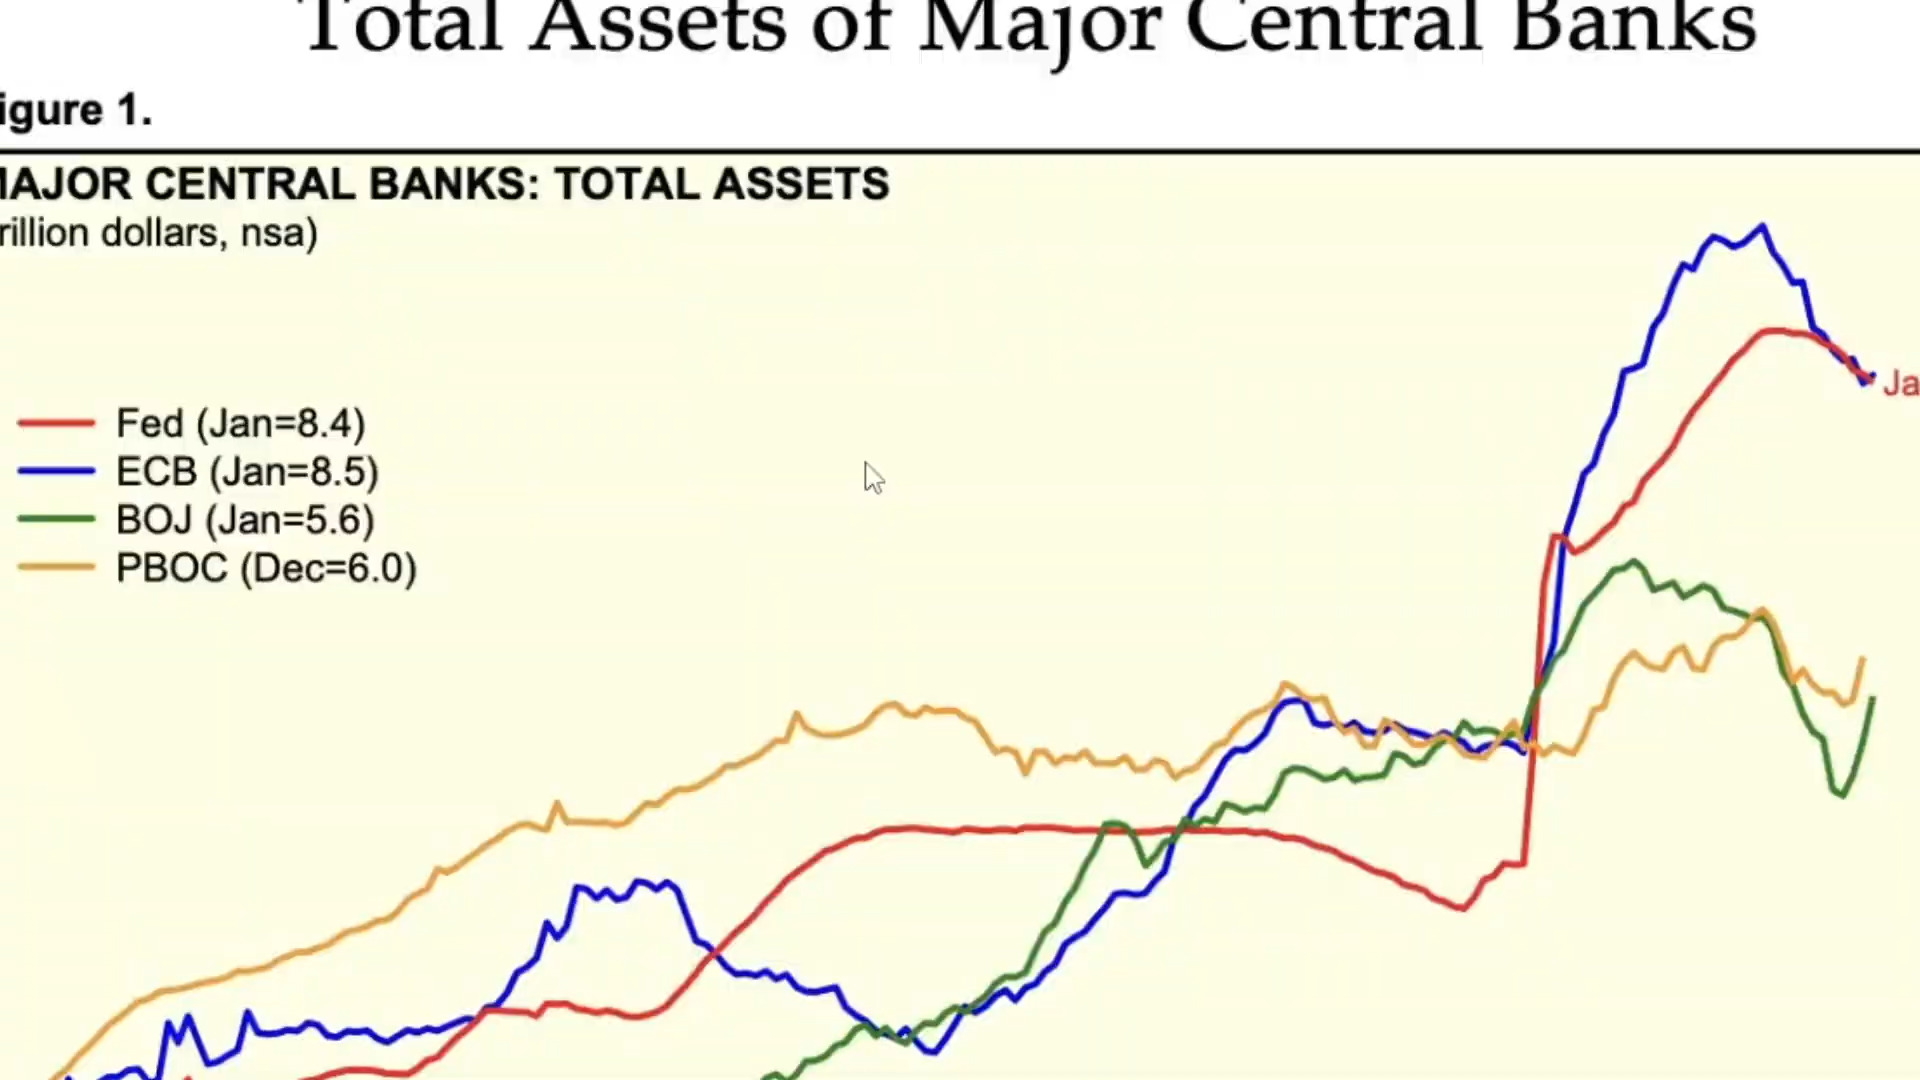 Total Assets of Major Central Banks
igure 1.
MAJOR CENTRAL BANKS: TOTAL ASSETS
rillion dollars, nsa)
Fed (Jan=8.4)
ECB (Jan=8.5)
BOJ (Jan=5.6)
PBOC (Dec=6.0)
Ja